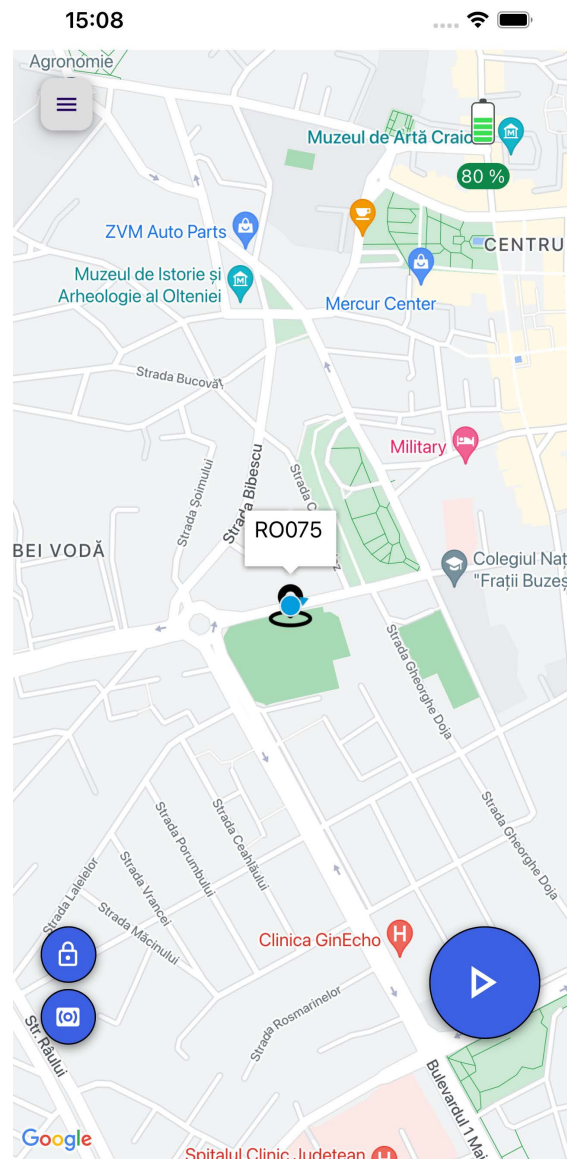 15:08
Agronomie
Muzeul de Artă Craio
80 %
ZVM Auto Parts
CENTRU
Muzeul de Istorie și
Arheologie al Olteniei
Mercur Center
Strada Bucovăț
Military
Strada Șoimului
Strada Bibescu
Strada C
RO075
BEI VODĂ
Colegiul Naț
"Frații Buzeș
Strada Gheorghe Doja
Strada Gheorghe Doja
Strada Ceahlăului
Strada Porumbului
Strada Vrancei
Strada Lalelelor
Strada Măcinului
Clinica GinEcho
H
Strada Rosmarinelor
Str. Râului
Bulevardul 1 Mai
Google
Spitalul Clinic Județean
H